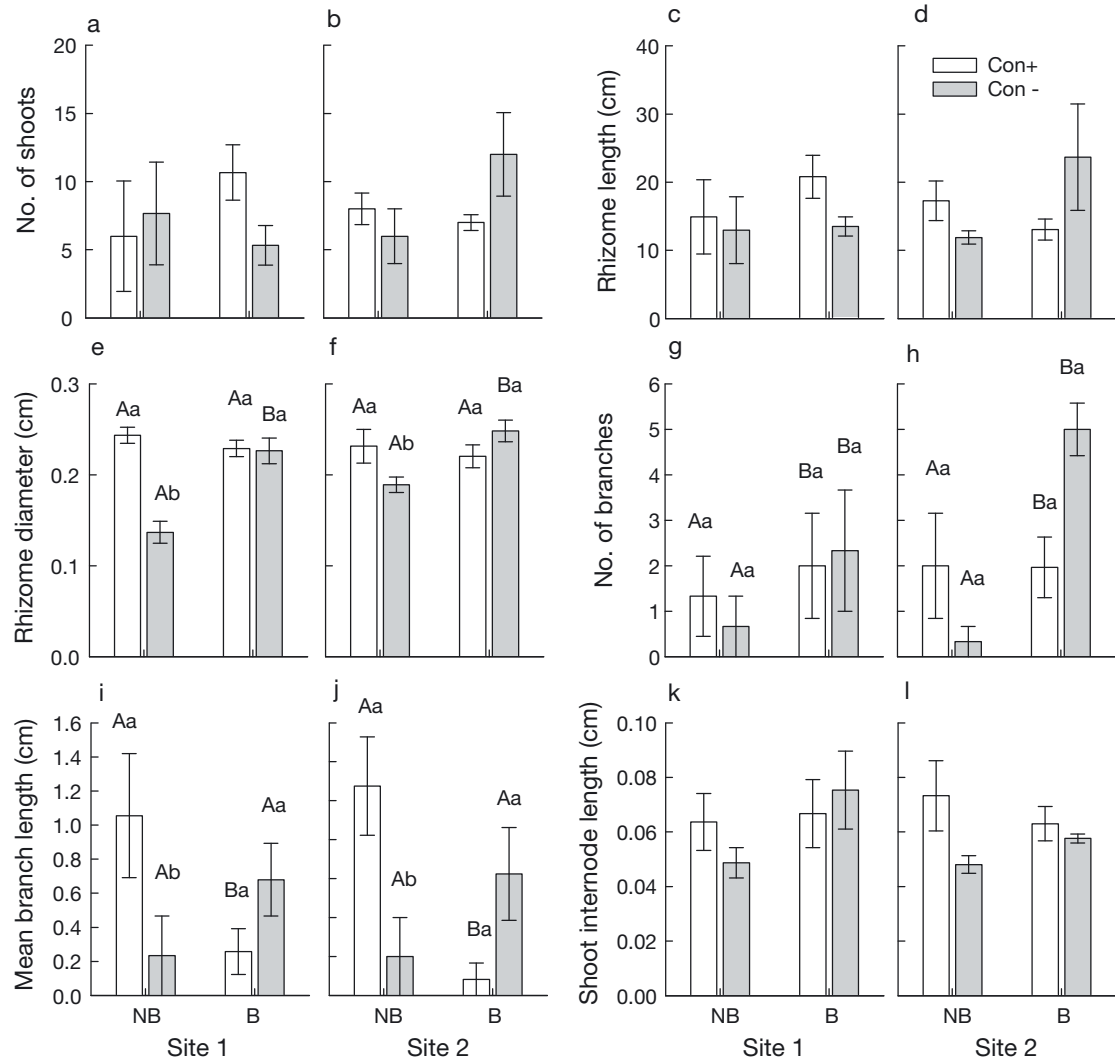 a
b
c
d
20
15
10
5
0
No. of shoots
40
30
20
10
0
Rhizome length (cm)
Con+
Con -
e
f
g
h
0.3
0.2
0.1
0.0
Rhizome diameter (cm)
Aa
Ab
Aa
Ba
Aa
Ab
Aa
Ba
6
5
4
3
2
1
0
No. of branches
Aa
Aa
Ba
Ba
Aa
Aa
Ba
Ba
i
j
k
l
1.6
1.4
1.2
1.0
0.8
0.6
0.4
0.2
0.0
Mean branch length (cm)
Aa
Ab
Ba
Aa
Aa
Ab
Ba
Aa
0.10
0.08
0.06
0.04
0.02
0.00
Shoot internode length (cm)
NB B NB B NB B NB B
Site 1 Site 2 Site 1 Site 2